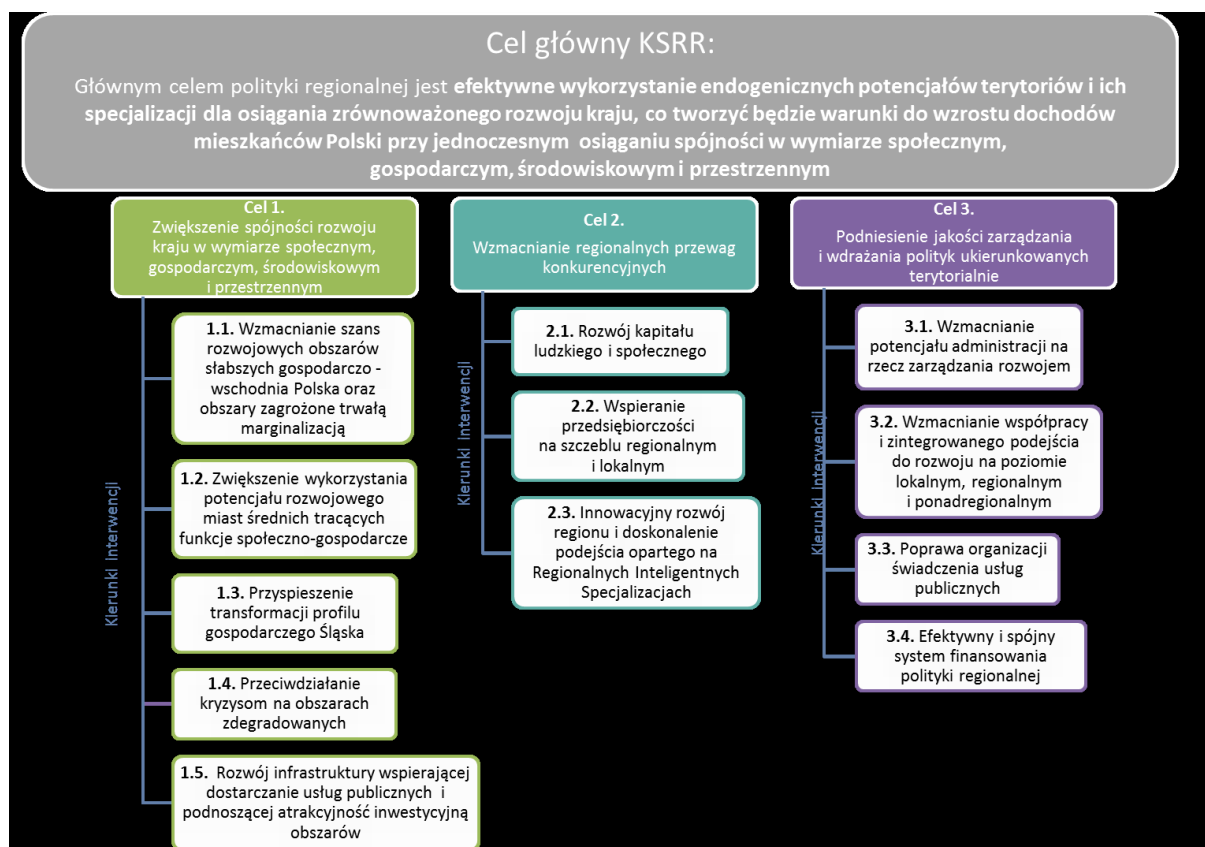 Cel główny KSRR:
Głównym celem polityki regionalnej jest efektywne wykorzystanie endogenicznych potencjałów terytoriów i ich
specjalizacji dla osiągania zrównoważonego rozwoju kraju, co tworzyć będzie warunki do wzrostu dochodów
mieszkańców Polski przy jednoczesnym osiąganiu spójności w wymiarze społecznym,
gospodarczym, środowiskowym i przestrzennym
Cel 1.
Zwiększenie spójności rozwoju
kraju w wymiarze społecznym,
gospodarczym, środowiskowym
i przestrzennym
Kierunki Interwencji
1.1. Wzmacnianie szans
rozwojowych obszarów
słabszych gospodarczo -
wschodnia Polska oraz
obszary zagrożone trwałą
marginalizacją
1.2. Zwiększenie wykorzystania
potencjału rozwojowego
miast średnich tracących
funkcje społeczno-gospodarcze
1.3. Przyspieszenie
transformacji profilu
gospodarczego Śląska
1.4. Przeciwdziałanie
kryzysom na obszarach
zdegradowanych
1.5. Rozwój infrastruktury wspierającej
dostarczanie usług publicznych i
podnoszącej atrakcyjność inwestycyjną
obszarów
Cel 2.
Wzmacnianie regionalnych przewag
konkurencyjnych
Kierunki Interwencji
2.1. Rozwój kapitału
ludzkiego i społecznego
2.2. Wspieranie
przedsiębiorczości
na szczeblu regionalnym
i lokalnym
2.3. Innowacyjny rozwój
regionu i doskonalenie
podejścia opartego na
Regionalnych Inteligentnych
Specjalizacjach
Cel 3.
Podniesienie jakości zarządzania
i wdrażania polityk ukierunkowanych
terytorialnie
Kierunki Interwencji
3.1. Wzmacnianie
potencjału administracji na
rzecz zarządzania rozwojem
3.2. Wzmacnianie współpracy
i zintegrowanego podejścia
do rozwoju na poziomie
lokalnym, regionalnym
i ponadregionalnym
3.3. Poprawa organizacji
świadczenia usług
publicznych
3.4. Efektywny i spójny
system finansowania
polityki regionalnej